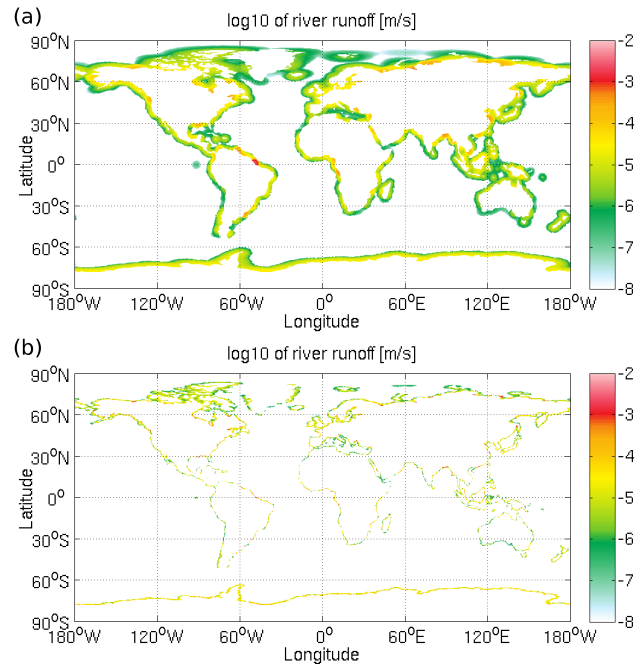 (a)
log10 of river runoff [m/s]
90°N
60°N
30°N
0°
30°S
60°S
90°S
Latitude
180°W 120°W 60°W 0° 60°E 120°E 180°W
Longitude
-2
-3
-4
-5
-6
-7
-8
(b)
log10 of river runoff [m/s]
90°N
60°N
30°N
0°
30°S
60°S
90°S
Latitude
180°W 120°W 60°W 0° 60°E 120°E 180°W
Longitude
-2
-3
-4
-5
-6
-7
-8